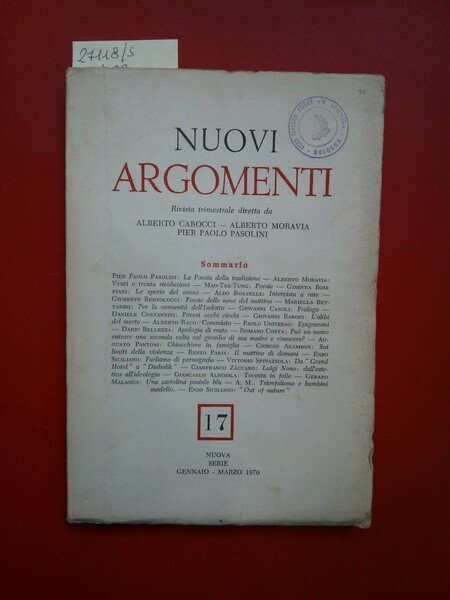 27118/S
NUOVI
ARGOMENTI
Rivista trimestrale diretta da
ALBERTO CAROCCI — ALBERTO MORAVIA
PIER PAOLO PASOLINI
Sommario
PIER PAOLO PASOLINI: La Poesia della tradizione — ALBERTO MORAVIA:
Venti o trenta rivoluzioni — MAO-TSE-TUNG: Poesie — GINEVRA BOM-
PIANI: Le specie del sonno — ALDO ROSSELLI: Intervista a rate —
GIUSEPPE BERTOLUCCI: Poesie delle nove del mattino — MARIELLA BET-
TARINI: Per la comunità dell'Isolotto — GIOVANNI CASOLI: Prologo —
DANIELE COSTANTINI: Poveri occhi ciechi — GIOVANNI RABONI: L'alibi
del morto — ALBERTO RACO: Commiato — PAOLO UNIVERSO: Epigrammi
— DARIO BELLEZZA: Apologia di reato — ROMANO COSTA: Può un uomo
entrare una seconda volta nel grembo di sua madre e rinascere? — AU-
GUSTO FANTONI: Chiacchiere in famiglia — GIORGIO AGAMBEN: Sui
limiti della violenza — RENZO PARIS: Il mattino di domani — ENZO
SICILIANO: Parliamo di pornografia — VITTORIO SPINAZZOLA: Da "Grand
Hotel" a "Diabolik" — GIANFRANCO ZÀCCARO: Luigi Nono: dall'este-
tica all'ideologia — GIANCARLO ALBISOLA: Toccata in folle — GERARD
MALANGA: Una cartolina postale blu — A. M.: Trionfalismo e bambini
modello. — ENZO SICILIANO: "Out of nature"
17
NUOVA
SERIE
GENNAIO - MARZO 1970